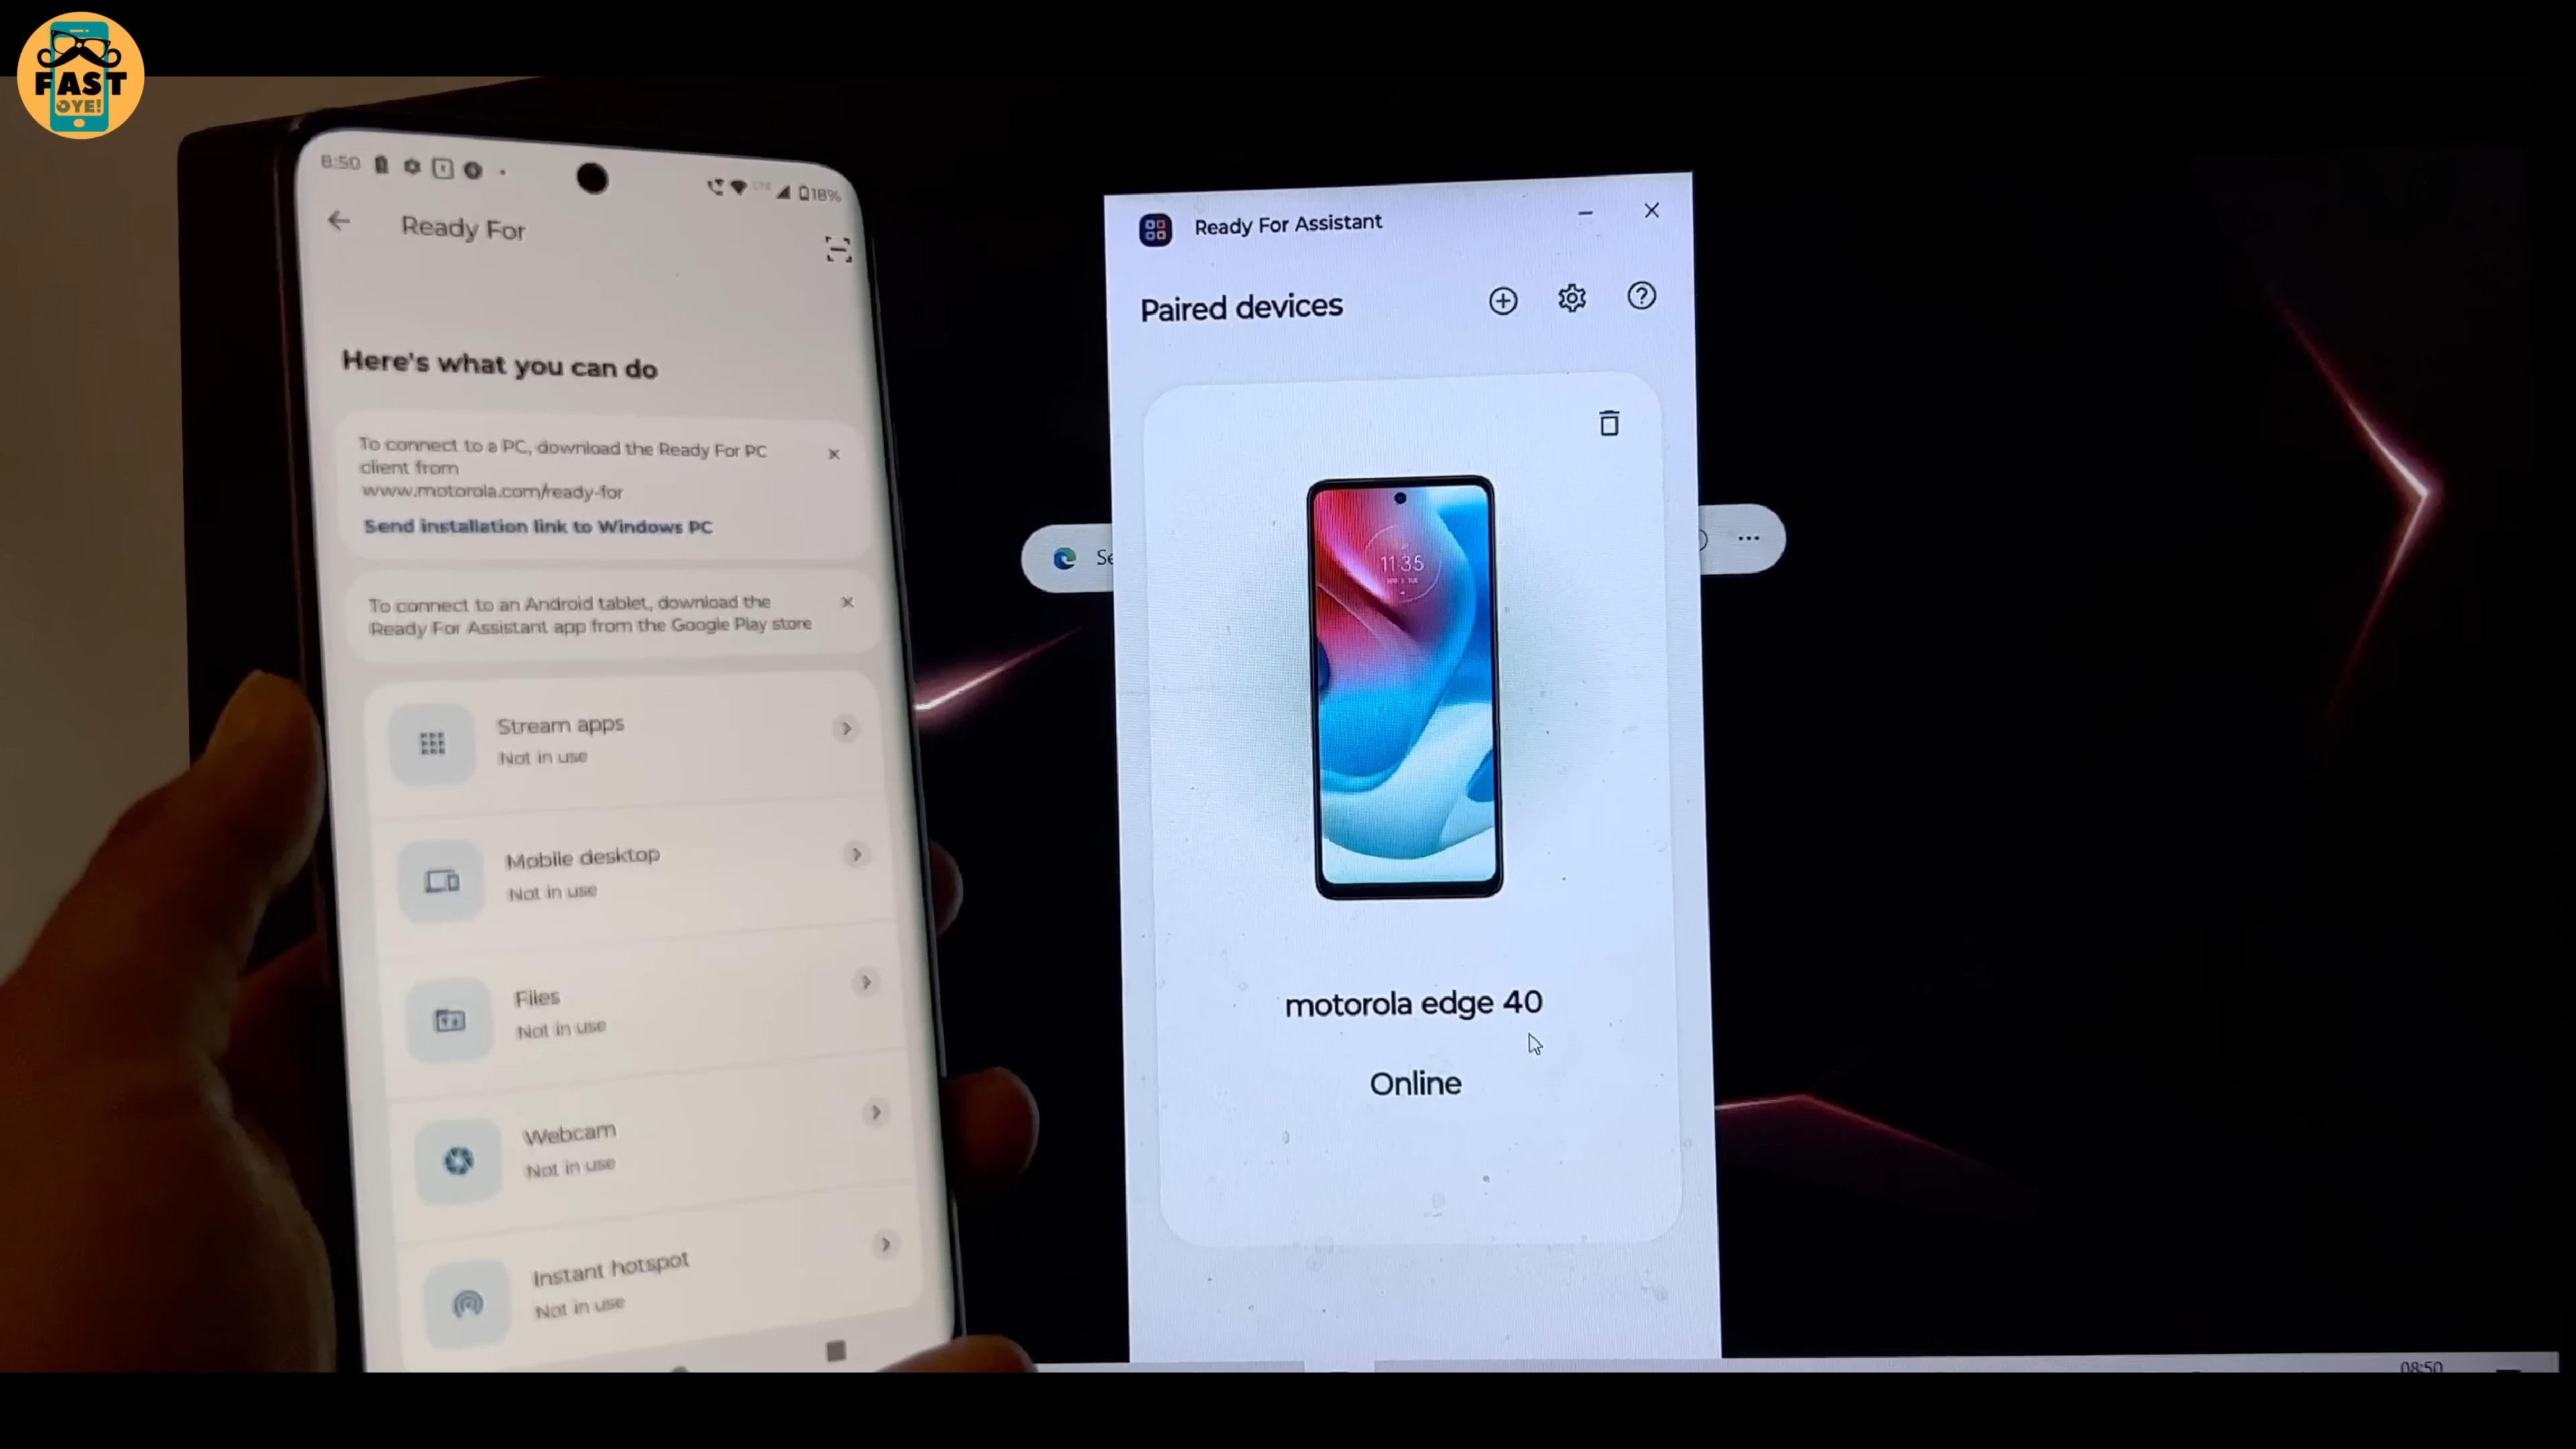 FAST
OYE!
8:50
LTE
18%
Ready For
Here's what you can do
To connect to a PC, download the Ready For PC
client from
www.motorola.com/ready-for
Send installation link to Windows PC
To connect to an Android tablet, download the
Ready For Assistant app from the Google Play store
Stream apps
Not in use
Mobile desktop
Not in use
Files
Not in use
Webcam
Not in use
Instant hotspot
Not in use
Ready For Assistant
Paired devices
11:35
motorola edge 40
Online
08:50